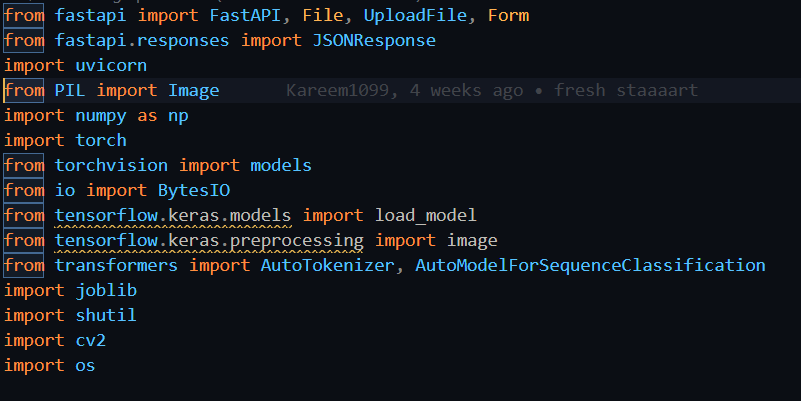 from fastapi import FastAPI, File, UploadFile, Form
from fastapi.responses import JSONResponse
import uvicorn
from PIL import Image Kareem1099, 4 weeks ago • fresh staaaart
import numpy as np
import torch
from torchvision import models
from io import BytesIO
from tensorflow.keras.models import load_model
from tensorflow.keras.preprocessing import image
from transformers import AutoTokenizer, AutoModelForSequenceClassification
import joblib
import shutil
import cv2
import os